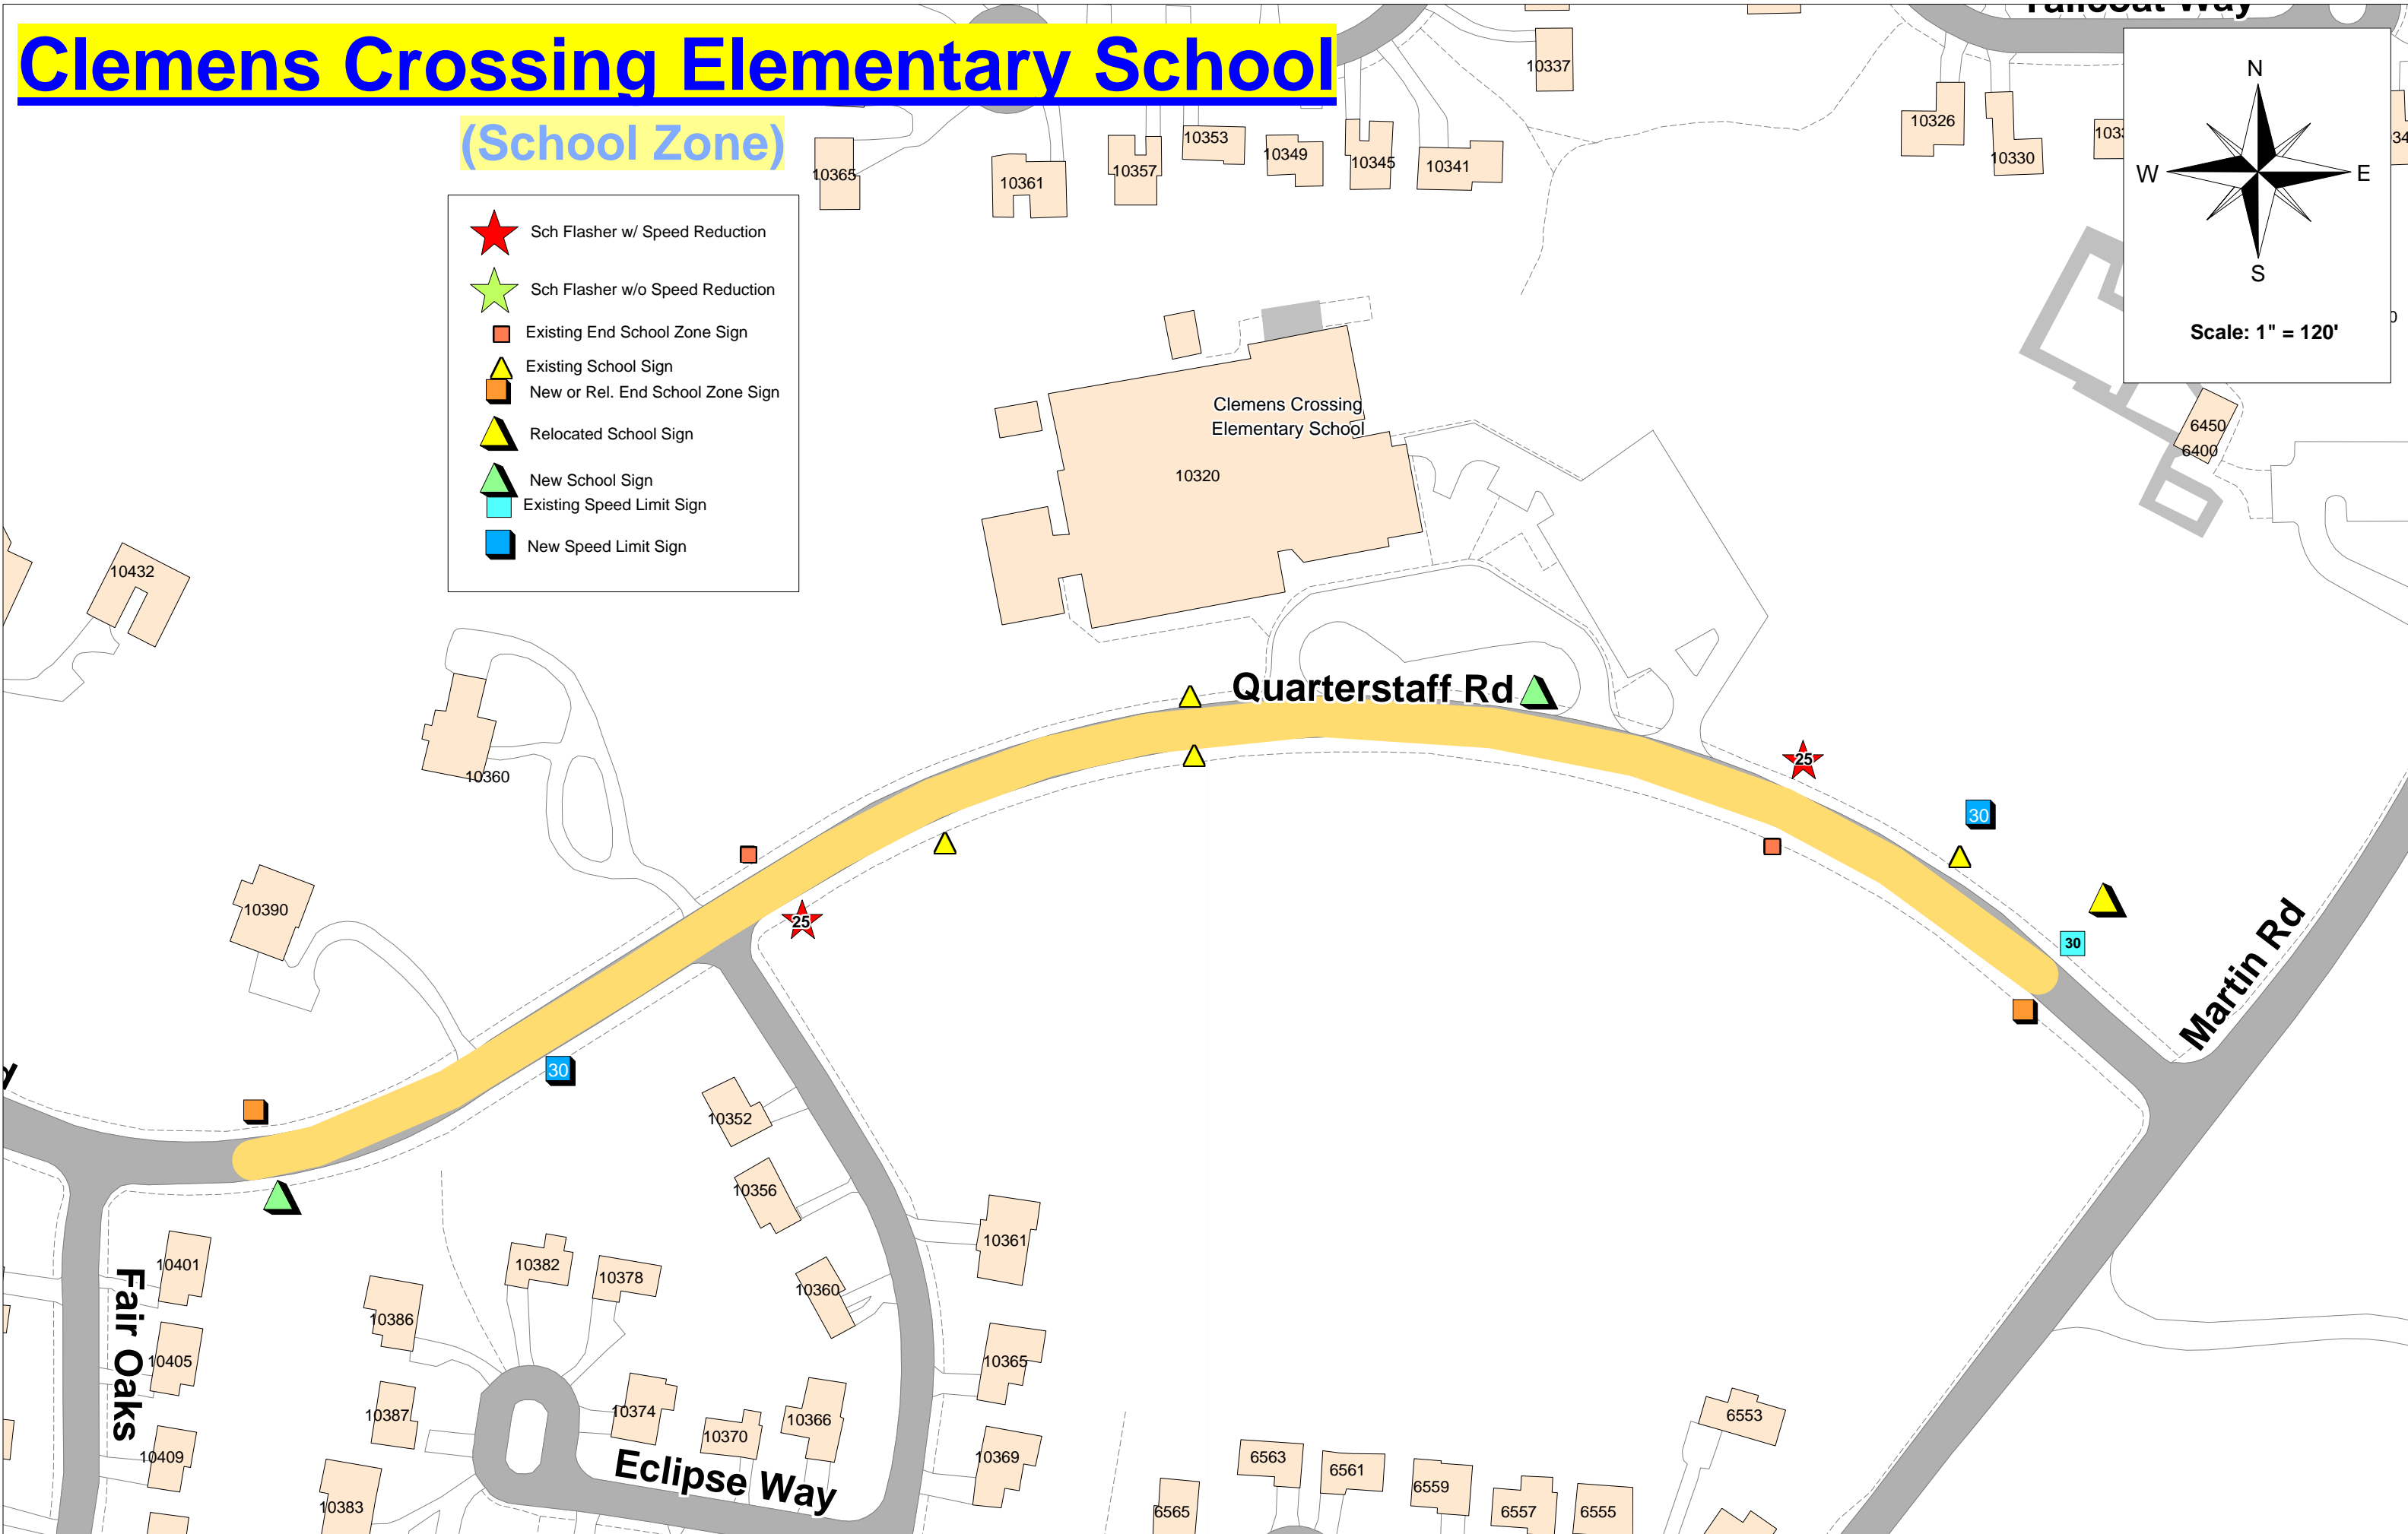 Clemens Crossing Elementary School
(School Zone)
Tailcoat Way
N
W
E
S
Scale: 1" = 120'
Sch Flasher w/ Speed Reduction
Sch Flasher w/o Speed Reduction
Existing End School Zone Sign
Existing School Sign
New or Rel. End School Zone Sign
Relocated School Sign
New School Sign
Existing Speed Limit Sign
New Speed Limit Sign
10337
10365
10361
10357
10353
10349
10345
10341
10326
10330
Clemens Crossing
Elementary School
10320
6450
6400
10432
10360
10390
Quarterstaff Rd
25
30
30
25
30
Martin Rd
10352
10356
10360
10361
10365
10369
Fair Oaks
10401
10405
10409
10382
10378
10386
10387
10383
10374
10370
10366
Eclipse Way
6565
6563
6561
6559
6557
6555
6553